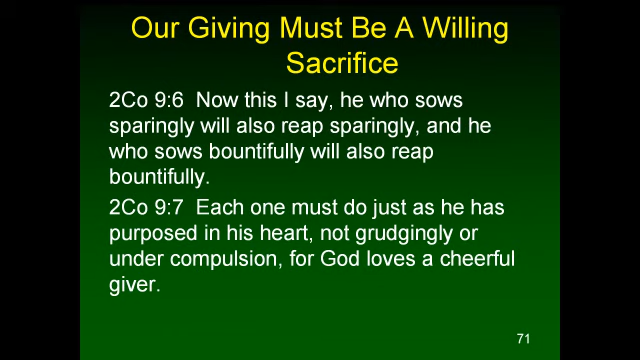 Our Giving Must Be A Willing
Sacrifice
2Co 9:6 Now this I say, he who sows
sparingly will also reap sparingly, and he
who sows bountifully will also reap
bountifully.
2Co 9:7 Each one must do just as he has
purposed in his heart, not grudgingly or
under compulsion, for God loves a cheerful
giver.
71